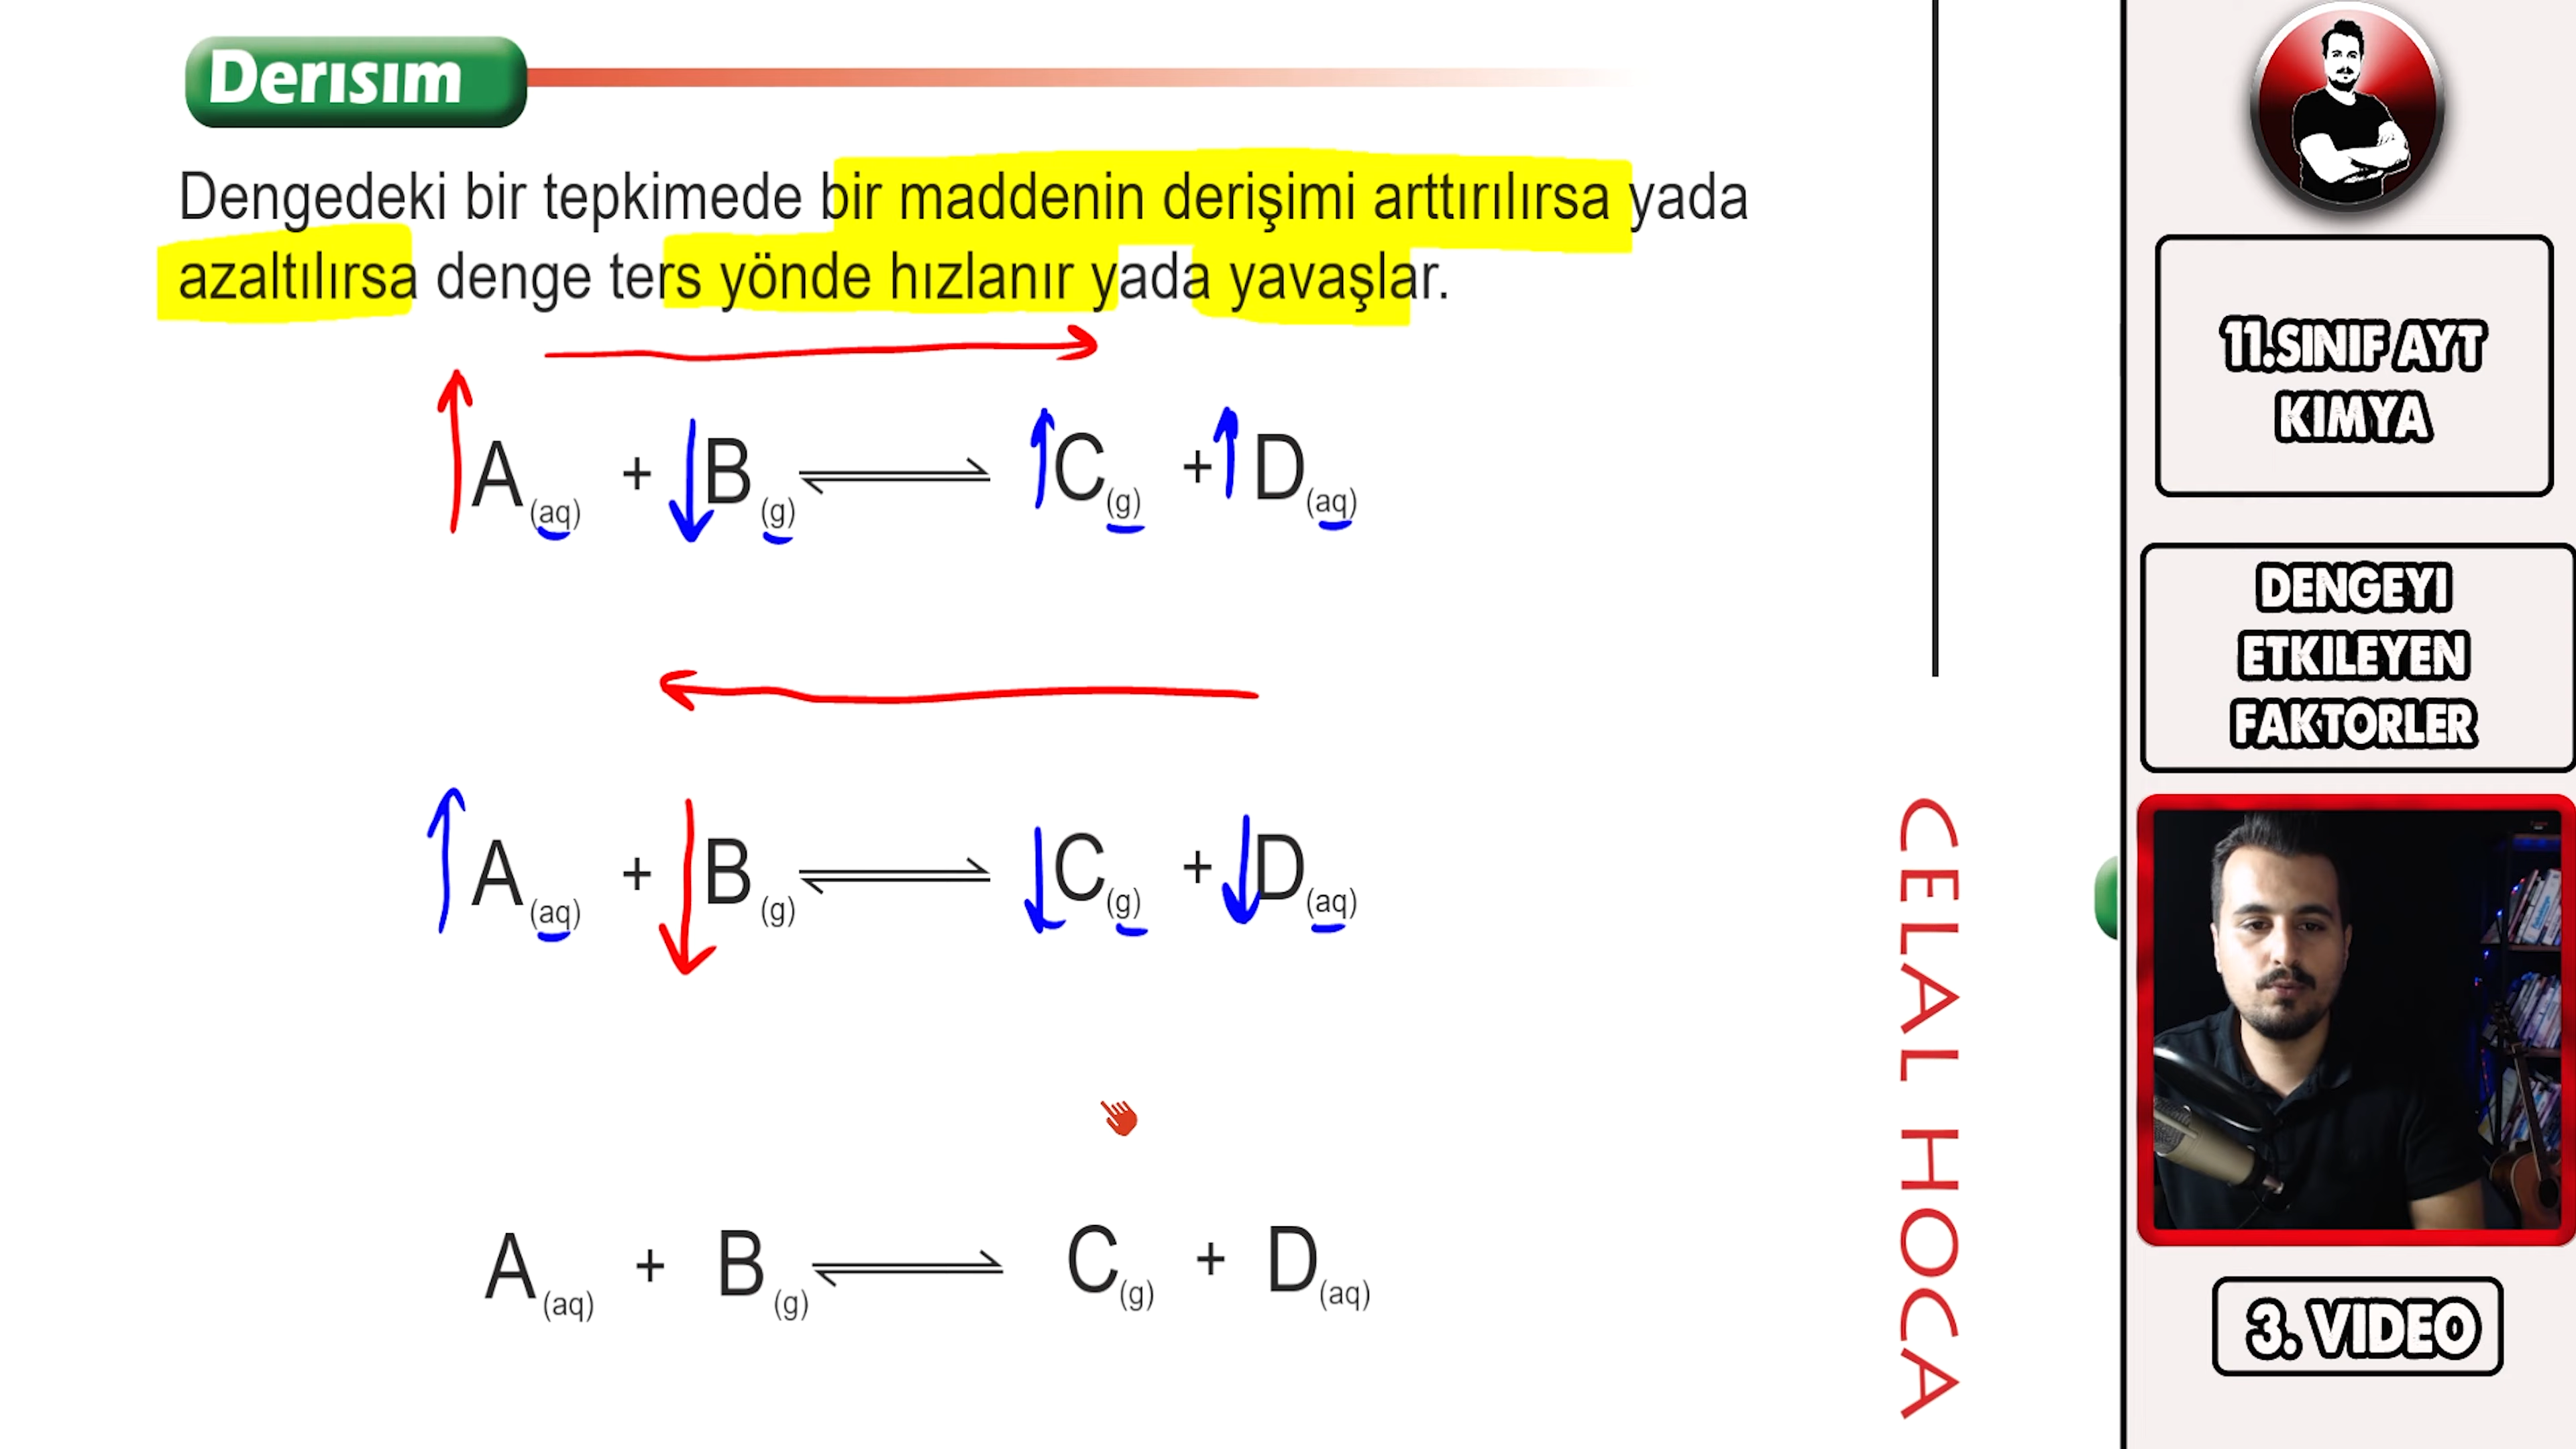 Derısım
Dengedeki bir tepkimede bir maddenin derişimi arttırılırsa yada
azaltılırsa denge ters yönde hızlanır yada yavaşlar.
A(aq) + B(g) ⇌ C(g) + D(aq)
A(aq) + B(g) ⇌ C(g) + D(aq)
A(aq) + B(g) ⇌ C(g) + D(aq)
CELAL HOCA
11.SINIF AYT
KIMYA
DENGEYI
ETKILEYEN
FAKTORLER
3. VIDEO